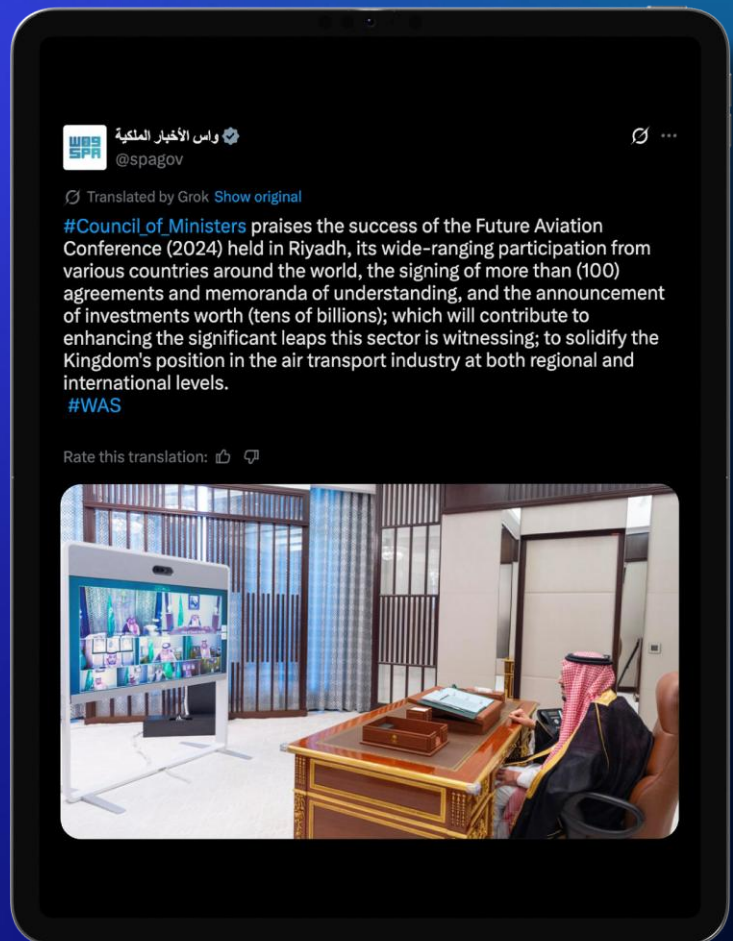 WAS
SPA
واس الأخبار الملكية
@spagov
Translated by Grok Show original
#Council_of_Ministers praises the success of the Future Aviation
Conference (2024) held in Riyadh, its wide-ranging participation from
various countries around the world, the signing of more than (100)
agreements and memoranda of understanding, and the announcement
of investments worth (tens of billions); which will contribute to
enhancing the significant leaps this sector is witnessing; to solidify the
Kingdom's position in the air transport industry at both regional and
international levels.
#WAS
Rate this translation: